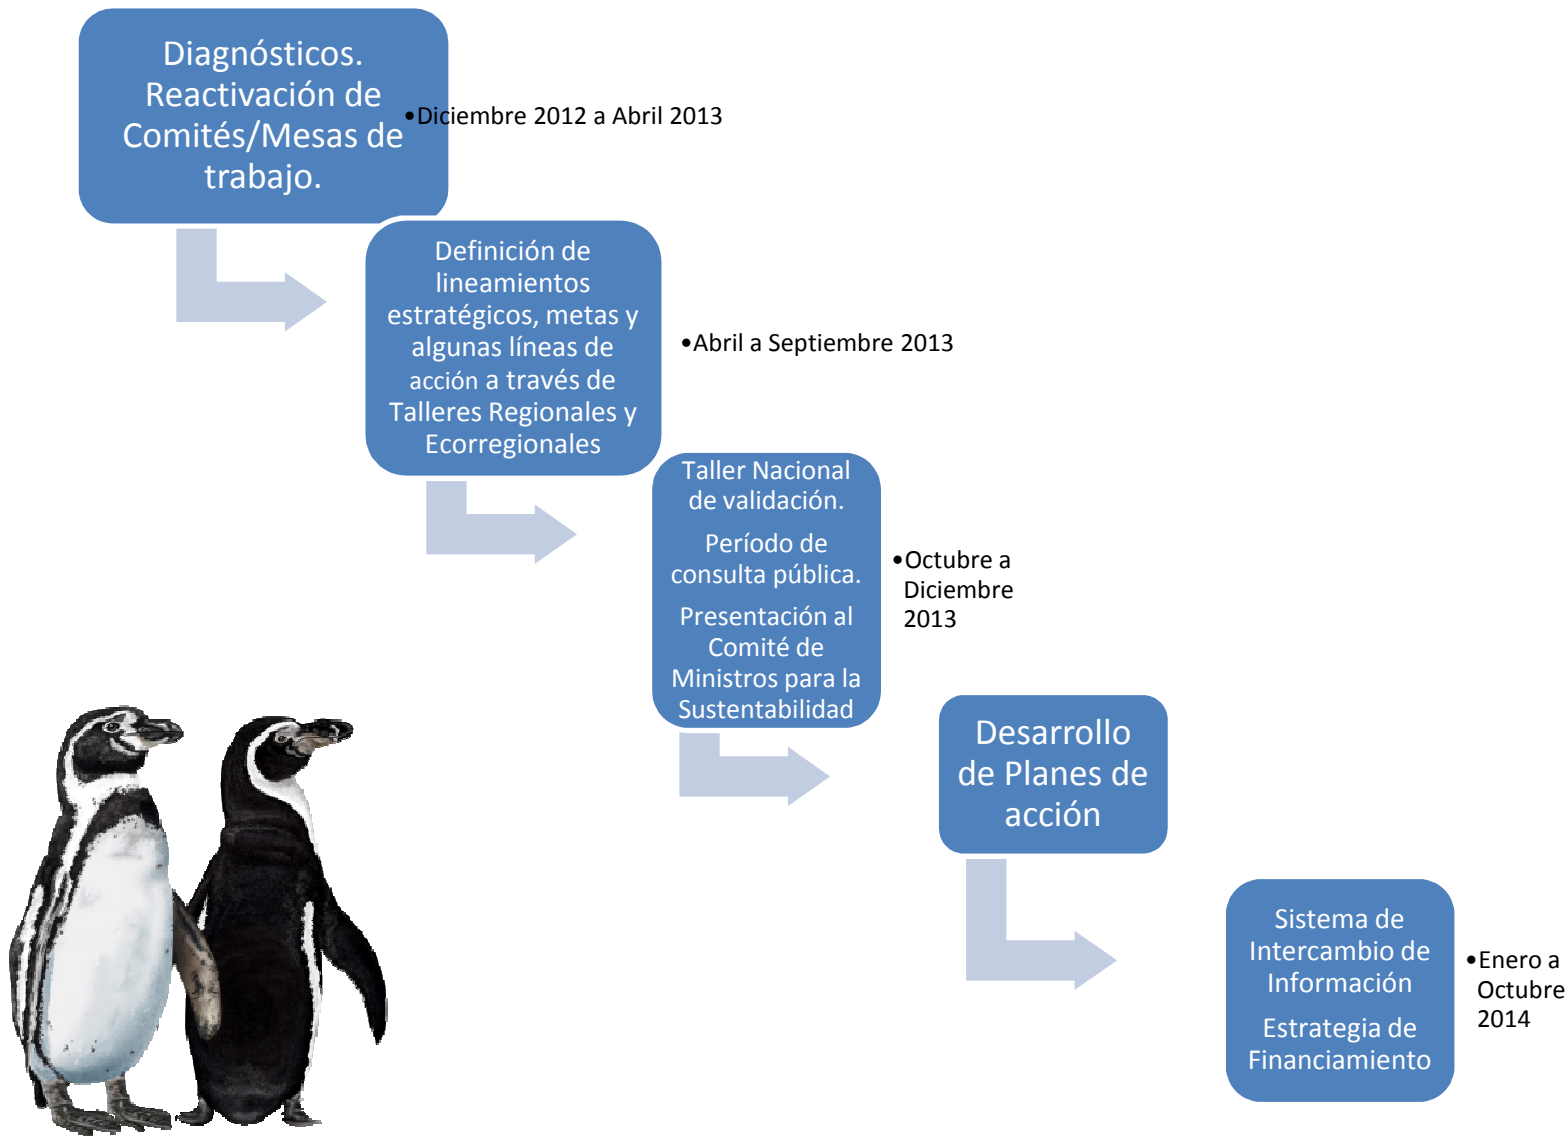 Diagnósticos.
Reactivación de
Comités/Mesas de
trabajo.
•Diciembre 2012 a Abril 2013
Definición de
lineamientos
estratégicos, metas y
algunas líneas de
acción a través de
Talleres Regionales y
Ecorregionales
•Abril a Septiembre 2013
Taller Nacional
de validación.
Período de
consulta pública.
Presentación al
Comité de
Ministros para la
Sustentabilidad
•Octubre a
Diciembre
2013
Desarrollo
de Planes de
acción
Sistema de
Intercambio de
Información
Estrategia de
Financiamiento
•Enero a
Octubre
2014